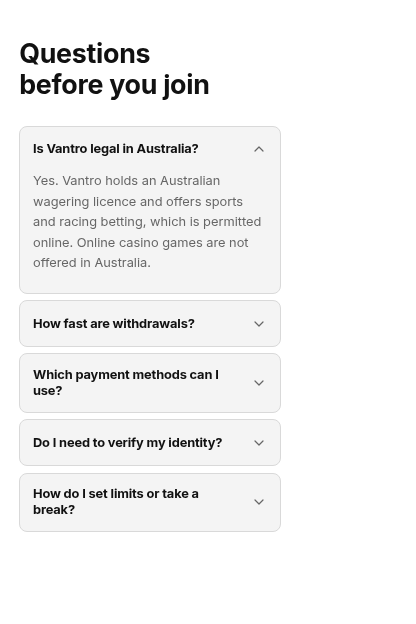 Questions
before you join
Is Vantro legal in Australia?
Yes. Vantro holds an Australian
wagering licence and offers sports
and racing betting, which is permitted
online. Online casino games are not
offered in Australia.
How fast are withdrawals?
Which payment methods can I
use?
Do I need to verify my identity?
How do I set limits or take a
break?